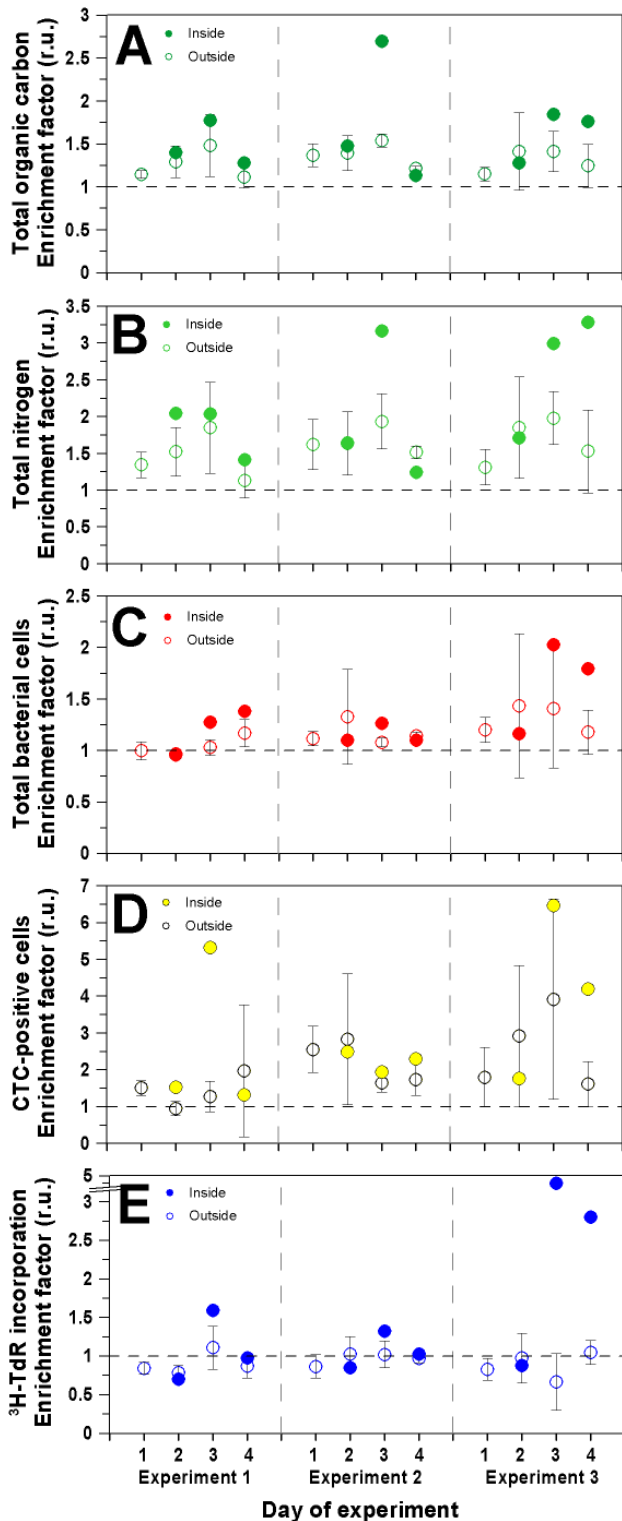 A
Inside
Outside
Total organic carbon
Enrichment factor (r.u.)
3
2.5
2
1.5
1
0.5
0
B
Inside
Outside
Total nitrogen
Enrichment factor (r.u.)
3.5
3
2.5
2
1.5
1
0.5
0
C
Inside
Outside
Total bacterial cells
Enrichment factor (r.u.)
2.5
2
1.5
1
0.5
0
D
Inside
Outside
CTC-positive cells
Enrichment factor (r.u.)
7
6
5
4
3
2
1
0
E
Inside
Outside
³H-TdR incorporation
Enrichment factor (r.u.)
5
3
2.5
2
1.5
1
0.5
0
1 2 3 4 1 2 3 4 1 2 3 4
Experiment 1 Experiment 2 Experiment 3
Day of experiment